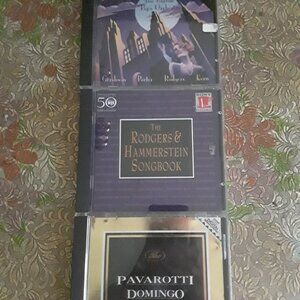 Gershwin Porter Rodgers Kern
50
THE
RODGERS &
HAMMERSTEIN
SONGBOOK
PAVAROTTI
DOMINGO